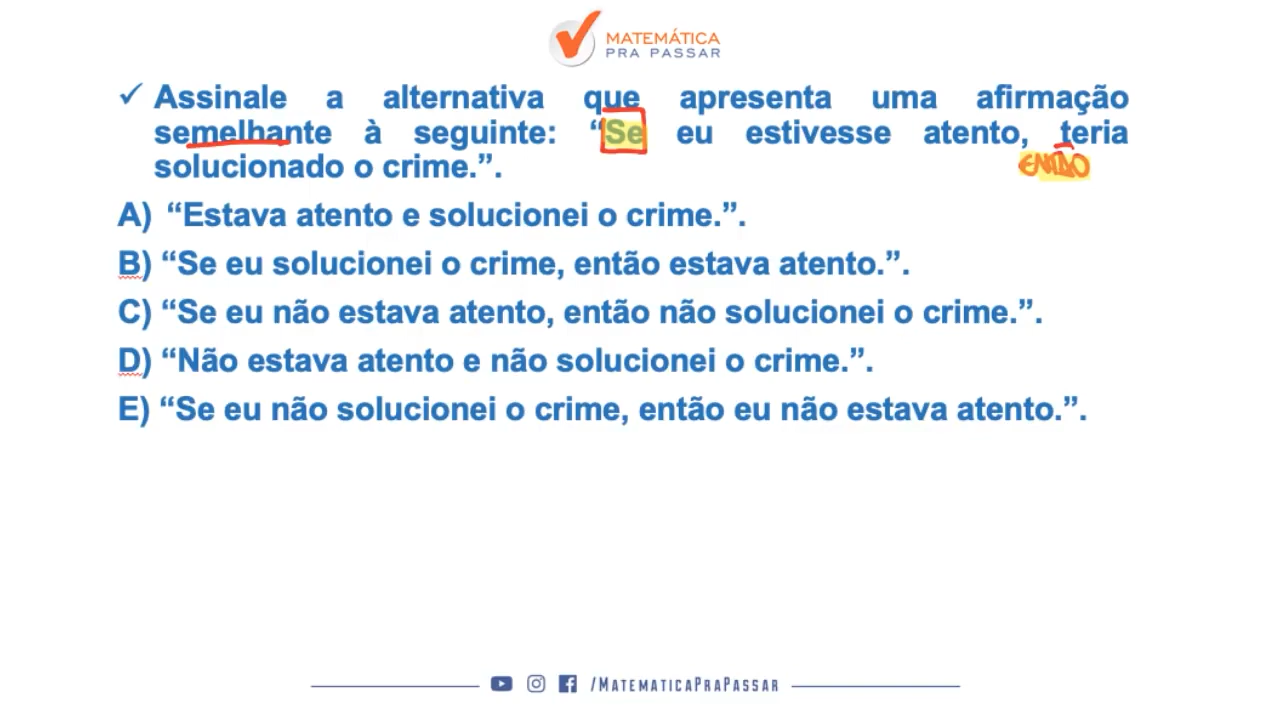 MATEMÁTICA
PRA PASSAR
✓ Assinale a alternativa que apresenta uma afirmação
semelhante à seguinte: “Se eu estivesse atento, teria
ENTÃO
solucionado o crime.”.
A) “Estava atento e solucionei o crime.”.
B) “Se eu solucionei o crime, então estava atento.”.
C) “Se eu não estava atento, então não solucionei o crime.”.
D) “Não estava atento e não solucionei o crime.”.
E) “Se eu não solucionei o crime, então eu não estava atento.”.
/MATEMATICAPRAPASSAR